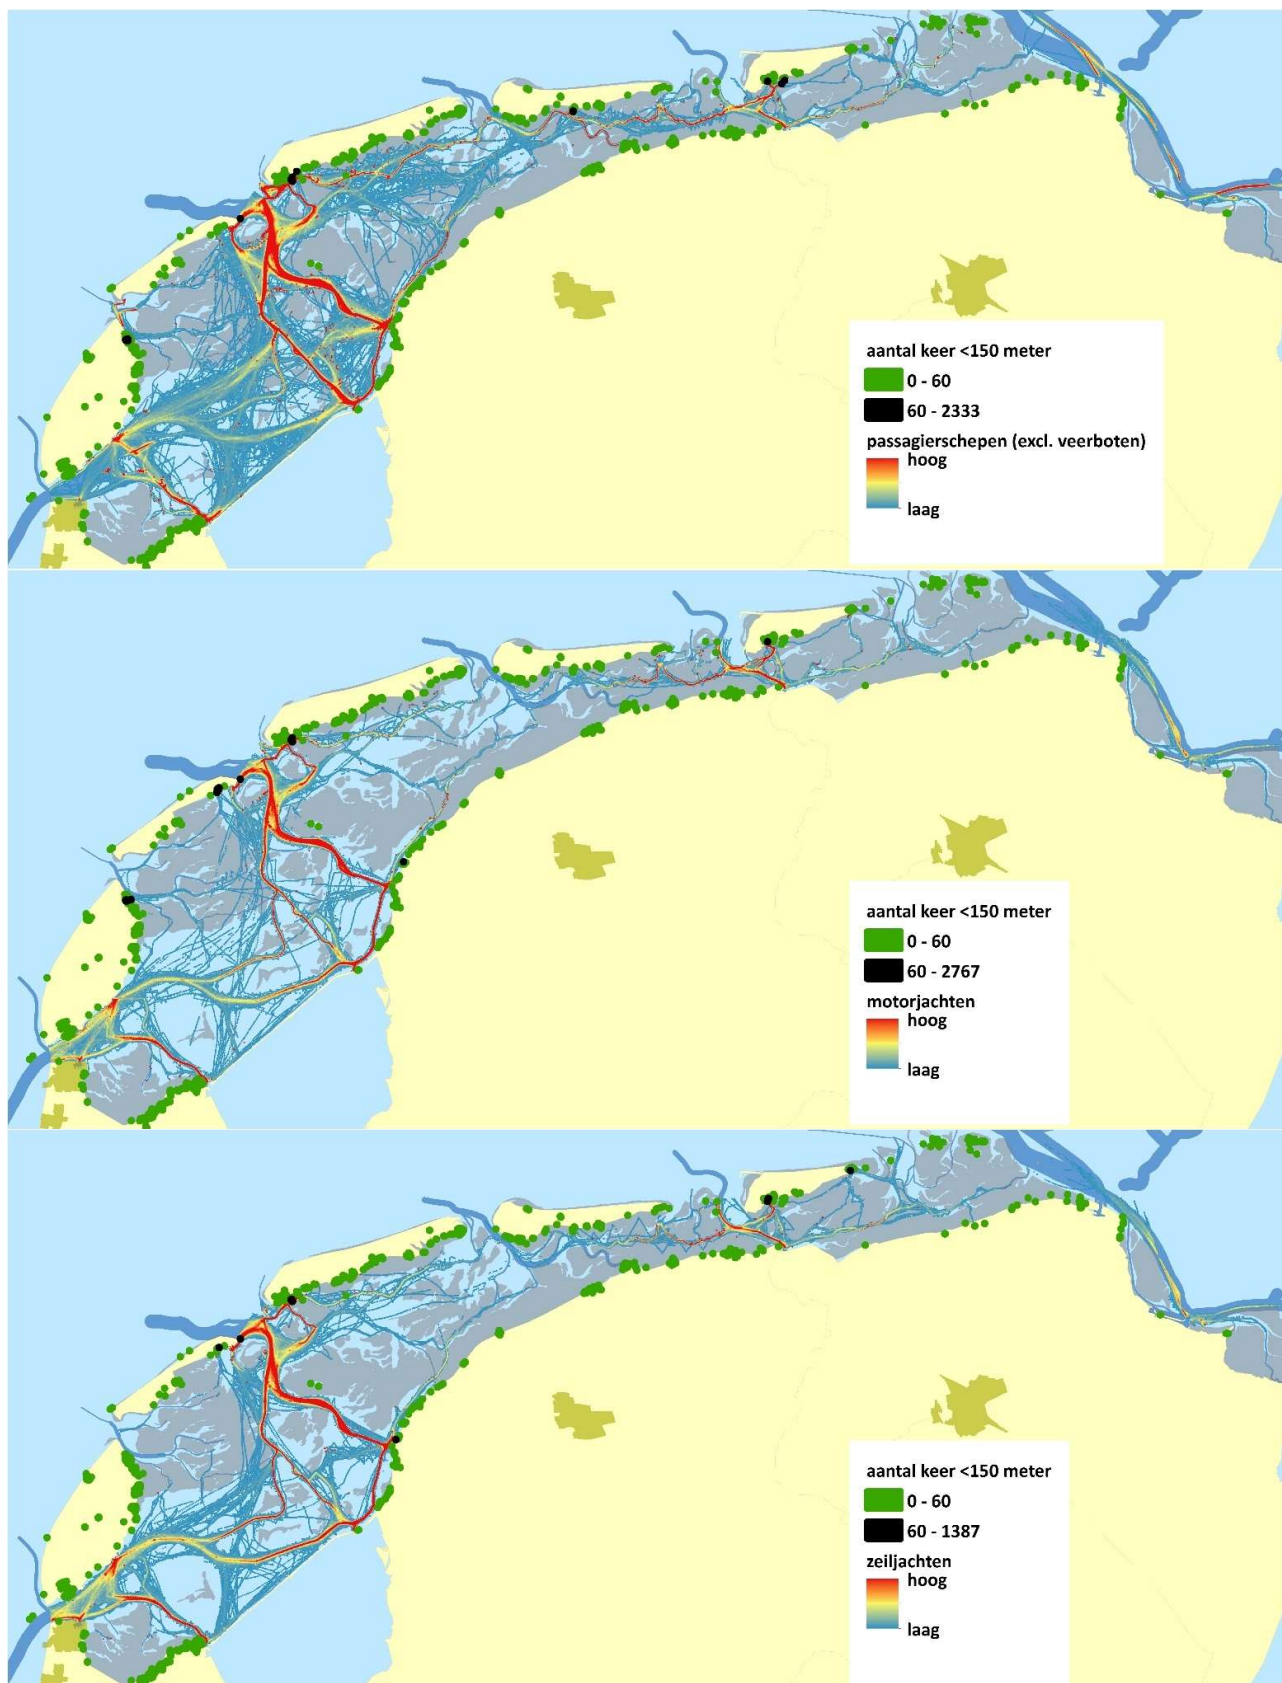 aantal keer <150 meter
0 - 60
60 - 2333
passagierschepen (excl. veerboten)
hoog
laag
aantal keer <150 meter
0 - 60
60 - 2767
motorjachten
hoog
laag
aantal keer <150 meter
0 - 60
60 - 1387
zeiljachten
hoog
laag